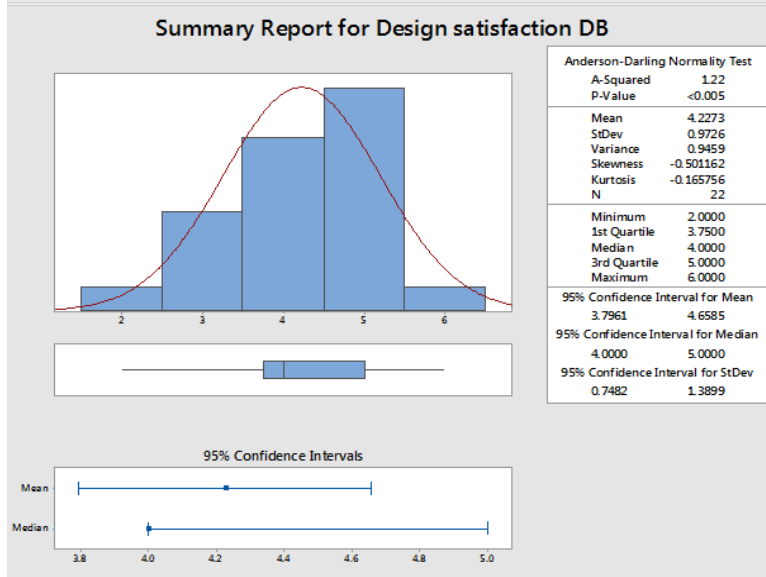 Summary Report for Design satisfaction DB
Anderson-Darling Normality Test
A-Squared 1.22
P-Value <0.005
Mean 4.2273
StDev 0.9726
Variance 0.9459
Skewness -0.501162
Kurtosis -0.165756
N 22
Minimum 2.0000
1st Quartile 3.7500
Median 4.0000
3rd Quartile 5.0000
Maximum 6.0000
95% Confidence Interval for Mean
3.7961 4.6585
95% Confidence Interval for Median
4.0000 5.0000
95% Confidence Interval for StDev
0.7482 1.3899
2 3 4 5 6
95% Confidence Intervals
Mean
Median
3.8 4.0 4.2 4.4 4.6 4.8 5.0